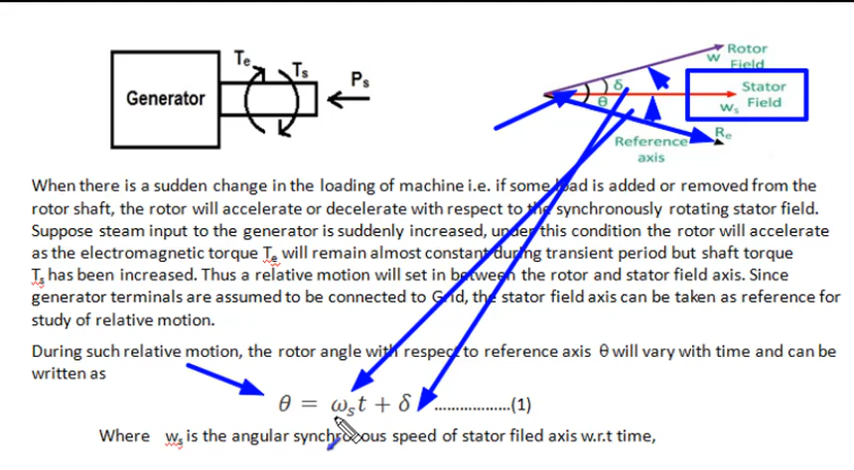 Generator
Te
Ts
Ps
Rotor
w Field
δ
Stator
θ
ws Field
Reference
Re
axis
When there is a sudden change in the loading of machine i.e. if some load is added or removed from the
rotor shaft, the rotor will accelerate or decelerate with respect to the synchronously rotating stator field.
Suppose steam input to the generator is suddenly increased, under this condition the rotor will accelerate
as the electromagnetic torque Te will remain almost constant during transient period but shaft torque
Ts has been increased. Thus a relative motion will set in between the rotor and stator field axis. Since
generator terminals are assumed to be connected to Grid, the stator field axis can be taken as reference for
study of relative motion.
During such relative motion, the rotor angle with respect to reference axis θ will vary with time and can be
written as
θ = ωst + δ ...................(1)
Where ws is the angular synchronous speed of stator filed axis w.r.t time,